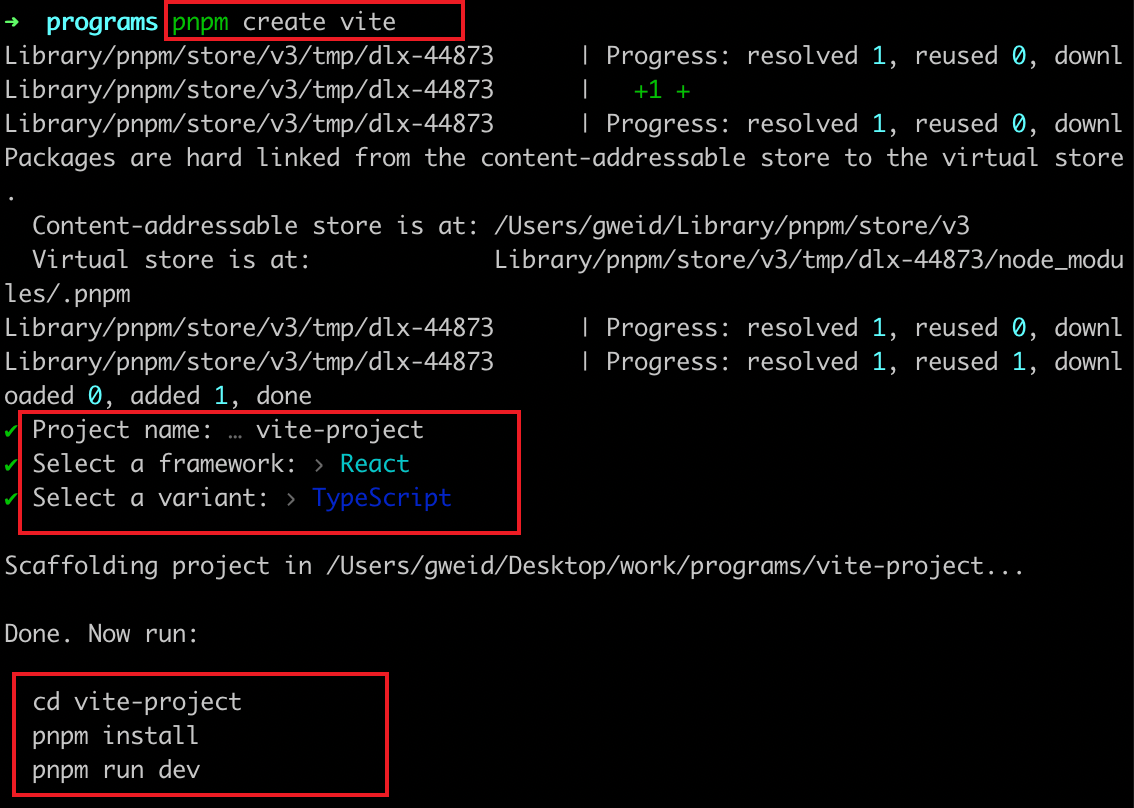 ➜  programs pnpm create vite
Library/pnpm/store/v3/tmp/dlx-44873      | Progress: resolved 1, reused 0, downl
Library/pnpm/store/v3/tmp/dlx-44873      |   +1 +
Library/pnpm/store/v3/tmp/dlx-44873      | Progress: resolved 1, reused 0, downl
Packages are hard linked from the content-addressable store to the virtual store
.
  Content-addressable store is at: /Users/gweid/Library/pnpm/store/v3
  Virtual store is at:             Library/pnpm/store/v3/tmp/dlx-44873/node_modu
les/.pnpm
Library/pnpm/store/v3/tmp/dlx-44873      | Progress: resolved 1, reused 0, downl
Library/pnpm/store/v3/tmp/dlx-44873      | Progress: resolved 1, reused 1, downl
oaded 0, added 1, done
✔ Project name: … vite-project
✔ Select a framework: › React
✔ Select a variant: › TypeScript
Scaffolding project in /Users/gweid/Desktop/work/programs/vite-project...
Done. Now run:
  cd vite-project
  pnpm install
  pnpm run dev